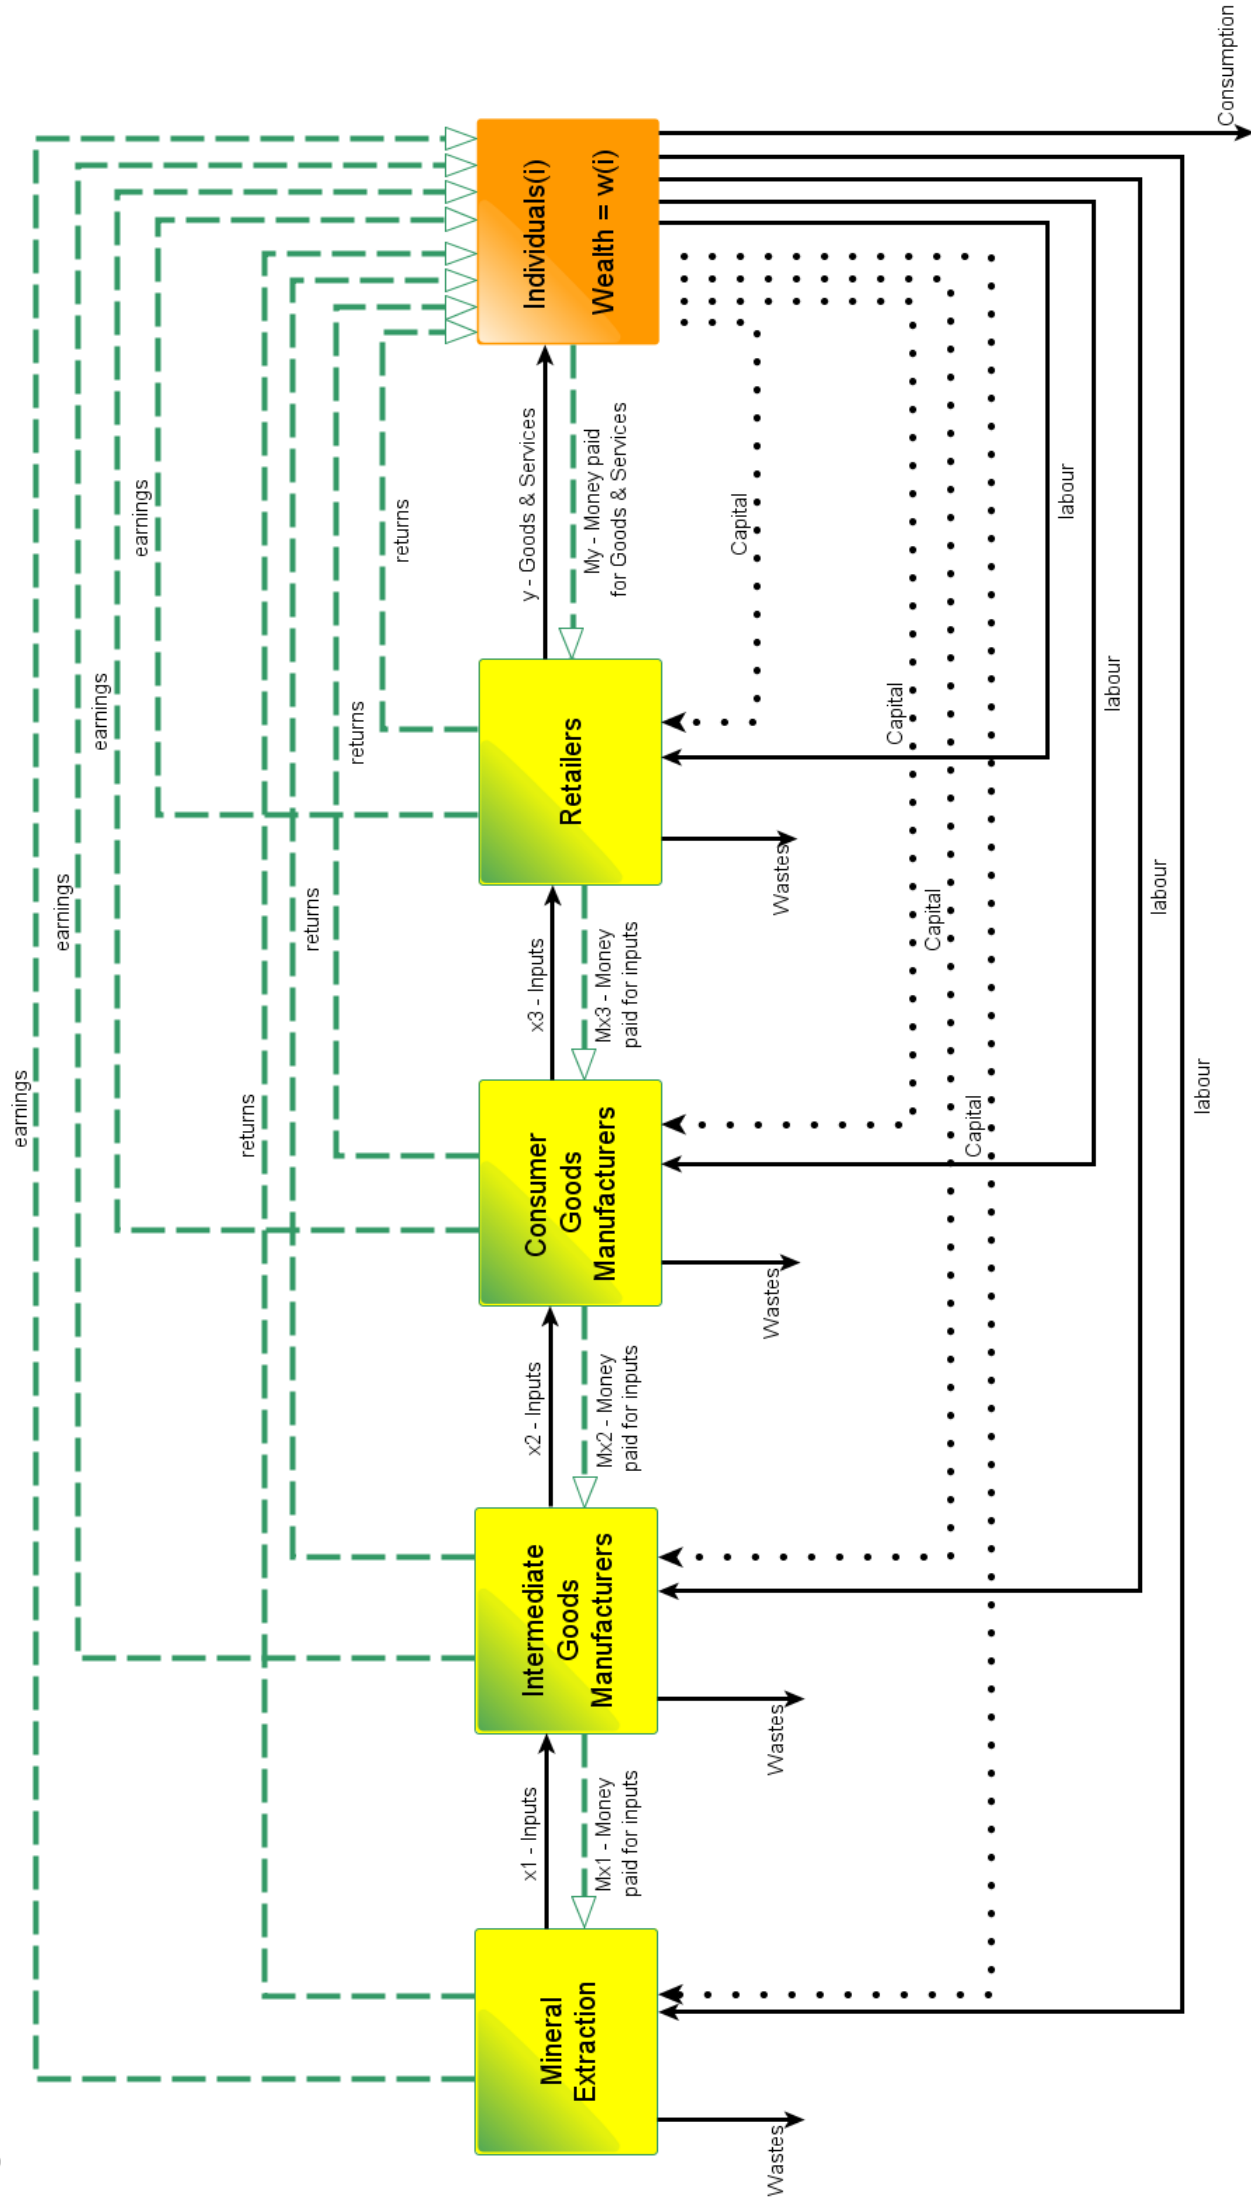 earnings
earnings
earnings
earnings
returns
returns
returns
returns
Mineral
Extraction
x1 - Inputs
Mx1 - Money
paid for inputs
Intermediate
Goods
Manufacturers
x2 - Inputs
Mx2 - Money
paid for inputs
Consumer
Goods
Manufacturers
x3 - Inputs
Mx3 - Money
paid for inputs
Retailers
y - Goods & Services
My - Money paid
for Goods & Services
Individuals(i)
Wealth = w(i)
Wastes
Wastes
Wastes
Wastes
Capital
Capital
Capital
Capital
labour
labour
labour
labour
Consumption